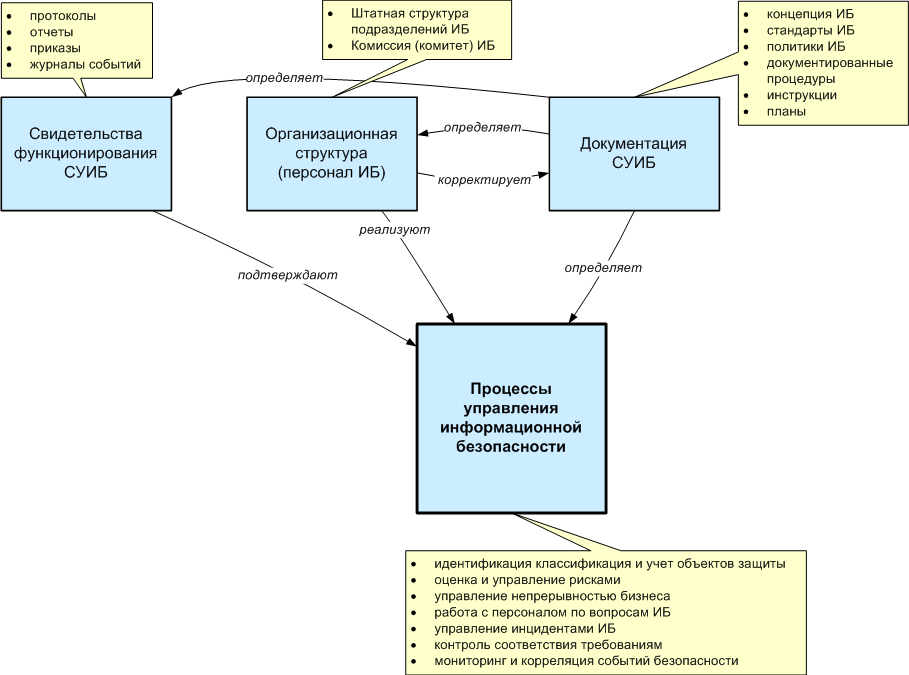 протоколы
отчеты
приказы
журналы событий
Штатная структура
подразделений ИБ
Комиссия (комитет) ИБ
концепция ИБ
стандарты ИБ
политики ИБ
документированные
процедуры
инструкции
планы
определяет
Свидетельства
функционирования
СУИБ
Организационная
структура
(персонал ИБ)
определяет
корректирует
Документация
СУИБ
реализуют
подтверждают
определяет
Процессы
управления
информационной
безопасности
идентификация классификация и учет объектов защиты
оценка и управление рисками
управление непрерывностью бизнеса
работа с персоналом по вопросам ИБ
управление инцидентами ИБ
контроль соответствия требованиям
мониторинг и корреляция событий безопасности